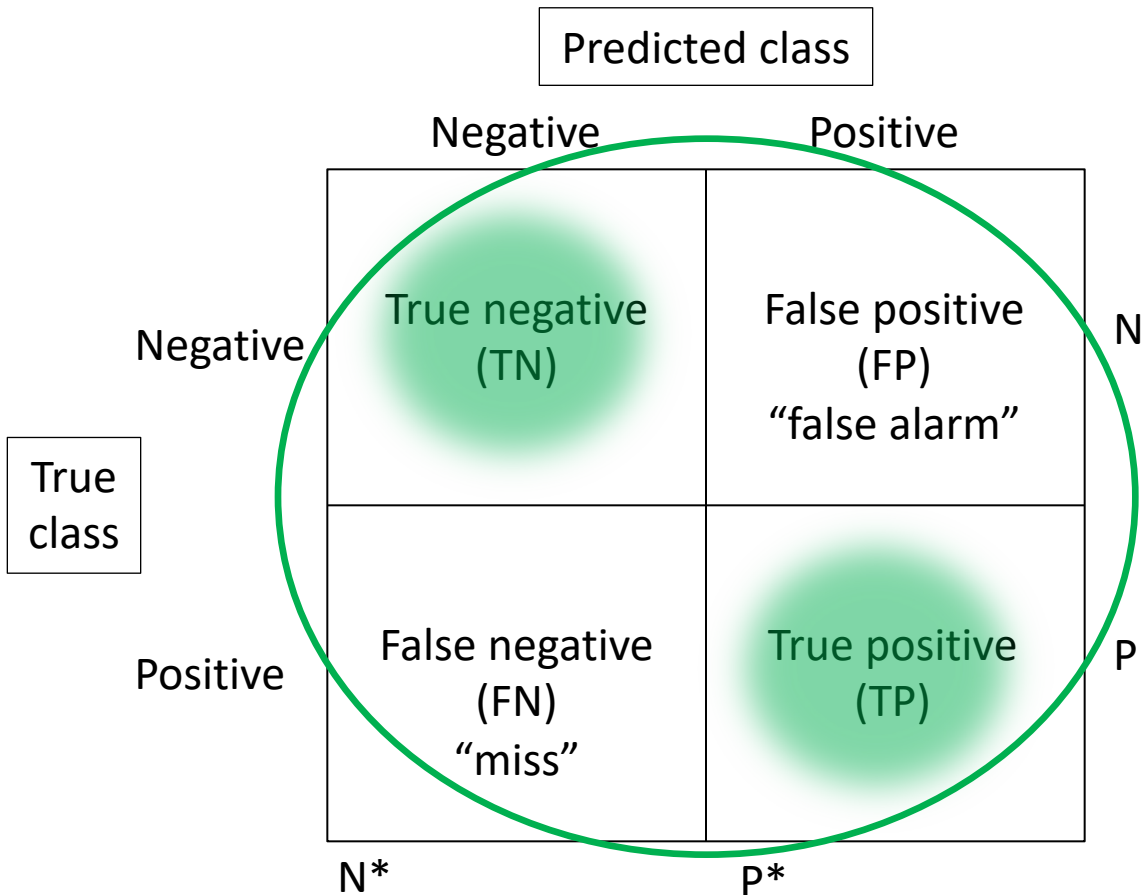 Predicted class
Negative
Positive
True negative
(TN)
False positive
(FP)
“false alarm”
Negative
N
True
class
False negative
(FN)
“miss”
True positive
(TP)
Positive
P
N*
P*